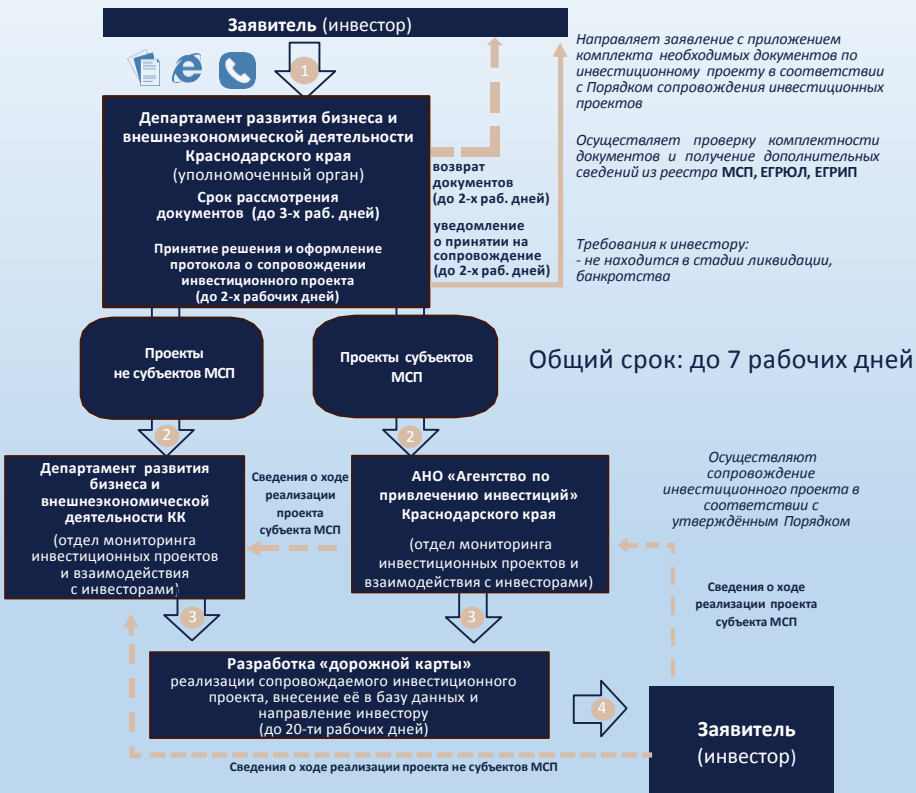 Заявитель (инвестор)
1
Направляет заявление с приложением
комплекта необходимых документов по
инвестиционному проекту в соответствии
с Порядком сопровождения инвестиционных
проектов
Департамент развития бизнеса и
внешнеэкономической деятельности
Краснодарского края
(уполномоченный орган)
Срок рассмотрения
документов (до 3-х раб. дней)
Принятие решения и оформление
протокола о сопровождении
инвестиционного проекта
(до 2-х рабочих дней)
возврат
документов
(до 2-х раб. дней)
уведомление
о принятии на
сопровождение
(до 2-х раб. дней)
Осуществляет проверку комплектности
документов и получение дополнительных
сведений из реестра МСП, ЕГРЮЛ, ЕГРИП
Требования к инвестору:
- не находится в стадии ликвидации,
банкротства
Проекты
не субъектов МСП
Проекты субъектов
МСП
Общий срок: до 7 рабочих дней
2
2
Департамент развития
бизнеса и
внешнеэкономической
деятельности КК
(отдел мониторинга
инвестиционных проектов
и взаимодействия
с инвесторами)
Сведения о ходе
реализации
проекта
субъекта МСП
АНО «Агентство по
привлечению инвестиций»
Краснодарского края
(отдел мониторинга
инвестиционных проектов и
взаимодействия с инвесторами)
Осуществляют
сопровождение
инвестиционного проекта в
соответствии с
утверждённым Порядком
3
3
Сведения о ходе
реализации проекта
субъекта МСП
Разработка «дорожной карты»
реализации сопровождаемого инвестиционного
проекта, внесение её в базу данных и
направление инвестору
(до 20-ти рабочих дней)
4
Заявитель
(инвестор)
Сведения о ходе реализации проекта не субъектов МСП